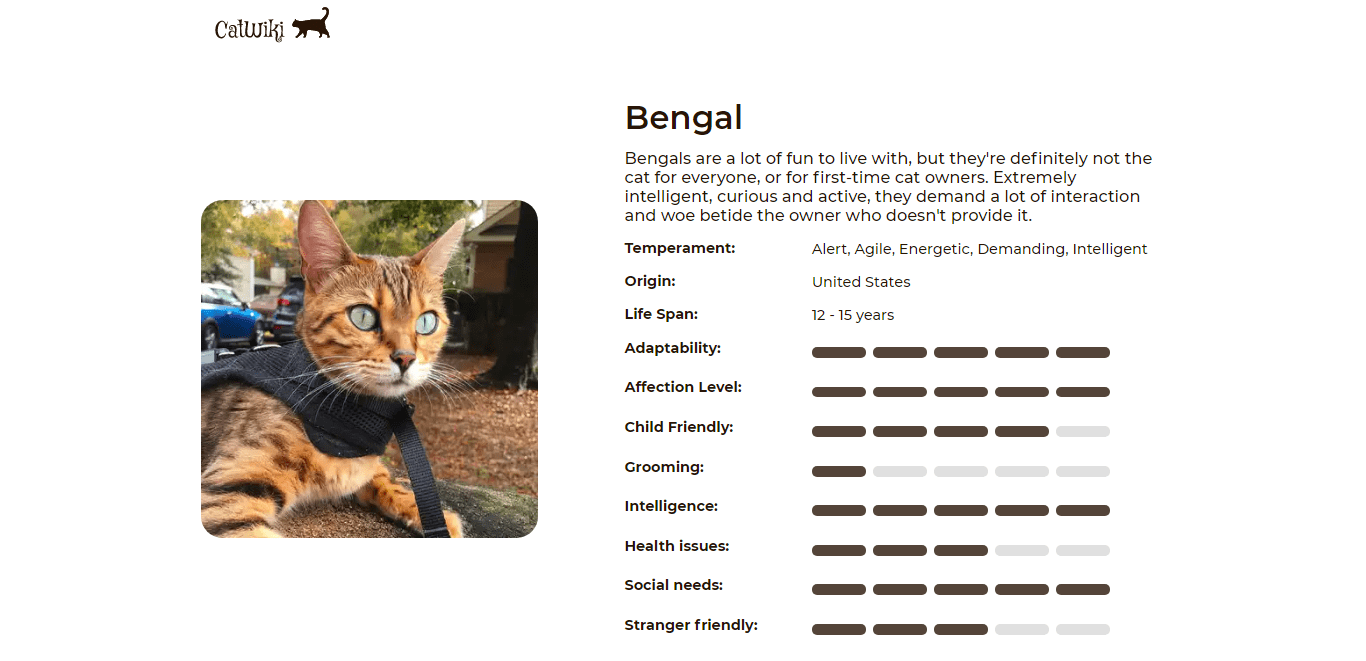 CatWiki
Bengal
Bengals are a lot of fun to live with, but they're definitely not the
cat for everyone, or for first-time cat owners. Extremely
intelligent, curious and active, they demand a lot of interaction
and woe betide the owner who doesn't provide it.
Temperament: Alert, Agile, Energetic, Demanding, Intelligent
Origin: United States
Life Span: 12 - 15 years
Adaptability:
Affection Level:
Child Friendly:
Grooming:
Intelligence:
Health issues:
Social needs:
Stranger friendly: